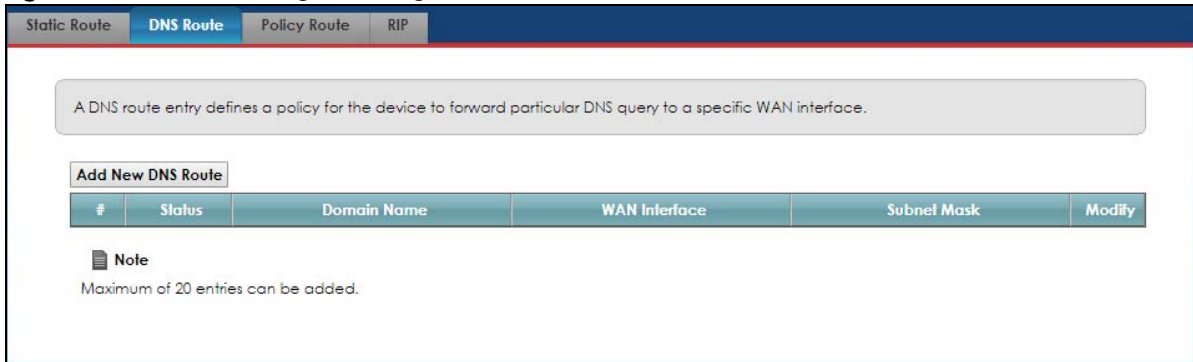 Static Route DNS Route Policy Route RIP
A DNS route entry defines a policy for the device to forward particular DNS query to a specific WAN interface.
Add New DNS Route
# Status Domain Name WAN Interface Subnet Mask Modify
Note
Maximum of 20 entries can be added.